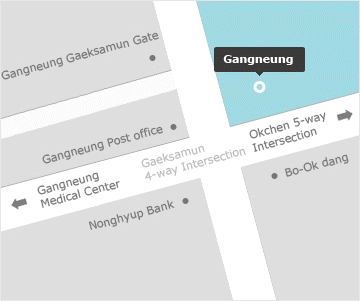 Gangneung Gaeksamun Gate
Gangneung
Gangneung Post office
Okchen 5-way
Intersection
Gaeksamun
4-way Intersection
Gangneung
Medical Center
Bo-Ok dang
Nonghyup Bank